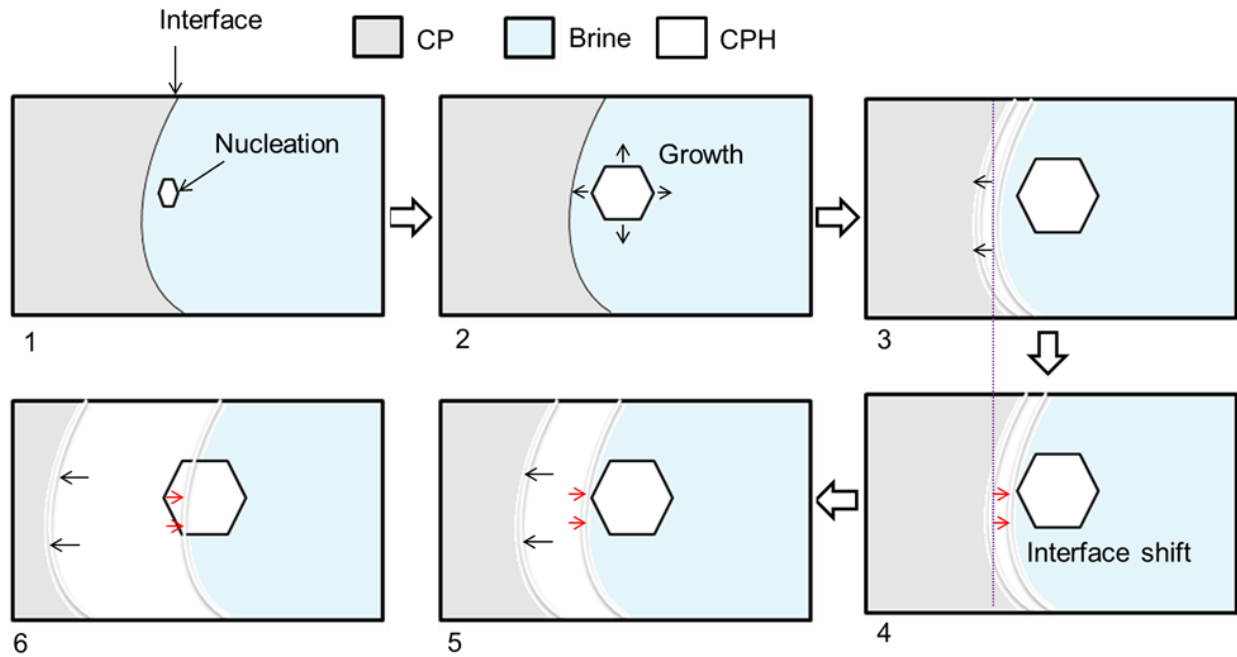 Interface
CP
Brine
CPH
Nucleation
Growth
1
2
3
Interface shift
6
5
4